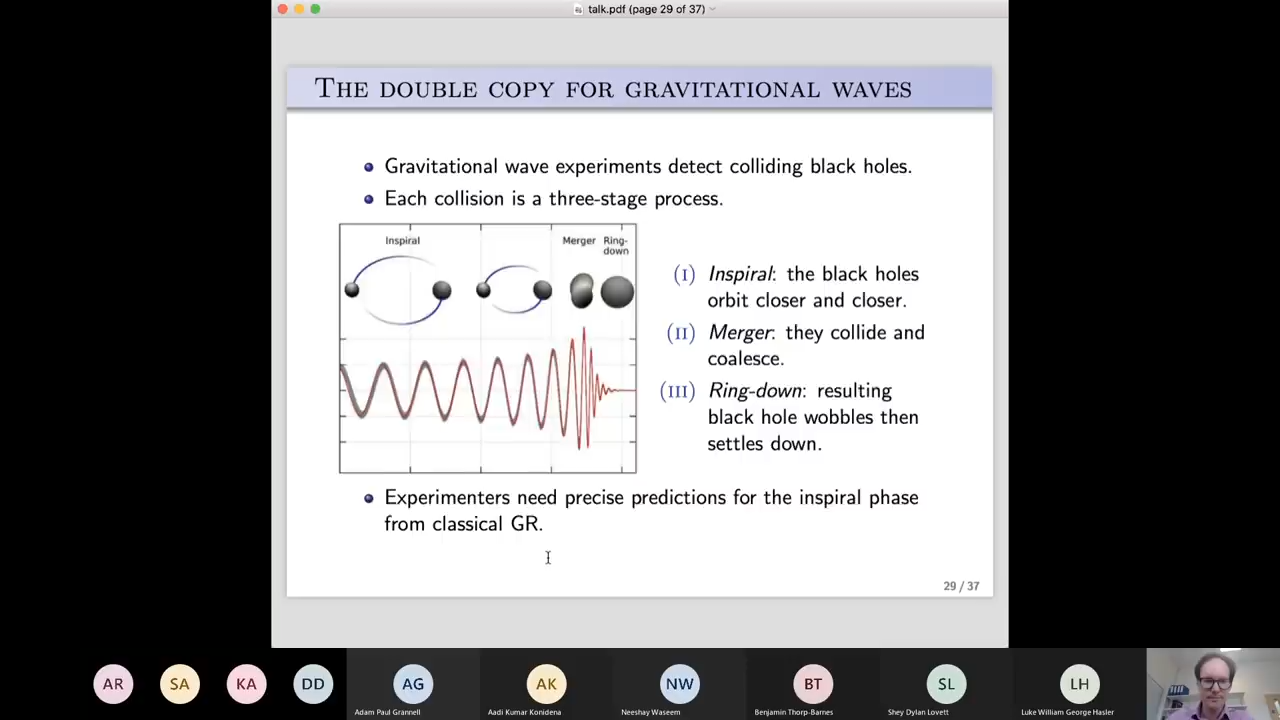 talk.pdf (page 29 of 37)
The double copy for gravitational waves
Gravitational wave experiments detect colliding black holes.
Each collision is a three-stage process.
Inspiral
Merger
Ring-
down
(i) Inspiral: the black holes
orbit closer and closer.
(ii) Merger: they collide and
coalesce.
(iii) Ring-down: resulting
black hole wobbles then
settles down.
Experimenters need precise predictions for the inspiral phase
from classical GR.
29 / 37
AR
SA
KA
DD
AG
AK
NW
BT
SL
LH
Adam Paul Grannell
Aadi Kumar Konidena
Neeshay Waseem
Benjamin Thorp-Barnes
Shey Dylan Lovett
Luke William George Hasler